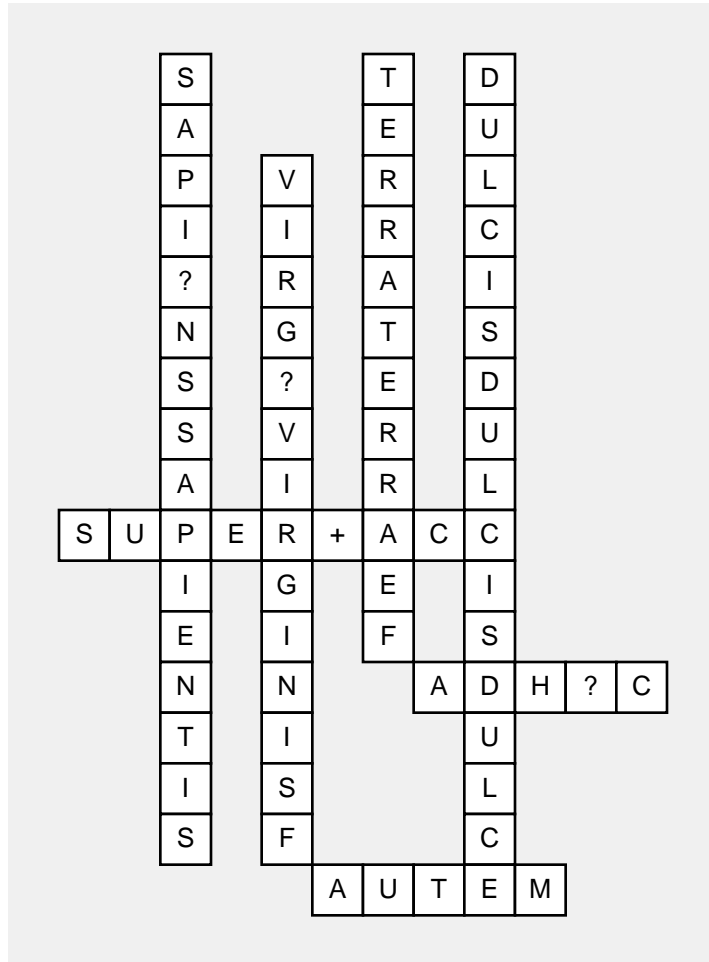 SAPI?NSSAPIENTIS
VIRG?VIRGINISF
TERRATERRAEF
DULCISDULCISDULCE
SUPER+ACC
ADH?C
AUTEM